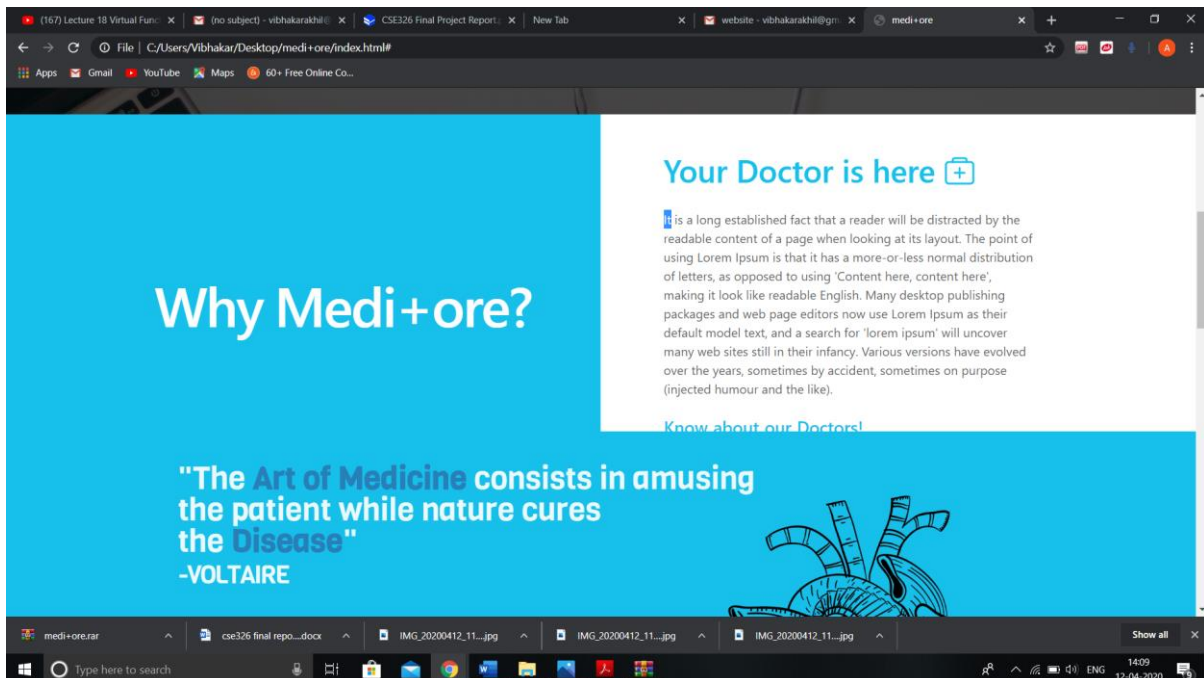 (167) Lecture 18 Virtual Func
(no subject) - vibhakarakhil@
CSE326 Final Project Report.
New Tab
website - vibhakarakhil@gm
medi+ore
File | C:/Users/Vibhakar/Desktop/medi+ore/index.html#
A
Apps Gmail YouTube Maps 60+ Free Online Co...
Your Doctor is here
It is a long established fact that a reader will be distracted by the
readable content of a page when looking at its layout. The point of
using Lorem Ipsum is that it has a more-or-less normal distribution
of letters, as opposed to using 'Content here, content here',
making it look like readable English. Many desktop publishing
packages and web page editors now use Lorem Ipsum as their
default model text, and a search for 'lorem ipsum' will uncover
many web sites still in their infancy. Various versions have evolved
over the years, sometimes by accident, sometimes on purpose
(injected humour and the like).
Know about our Doctors!
Why Medi+ore?
"The Art of Medicine consists in amusing
the patient while nature cures
the Disease"
-VOLTAIRE
medi+ore.rar
cse326 final repo....docx
IMG_20200412_11....jpg
IMG_20200412_11....jpg
IMG_20200412_11....jpg
Show all
Type here to search
ENG
14:09
12-04-2020